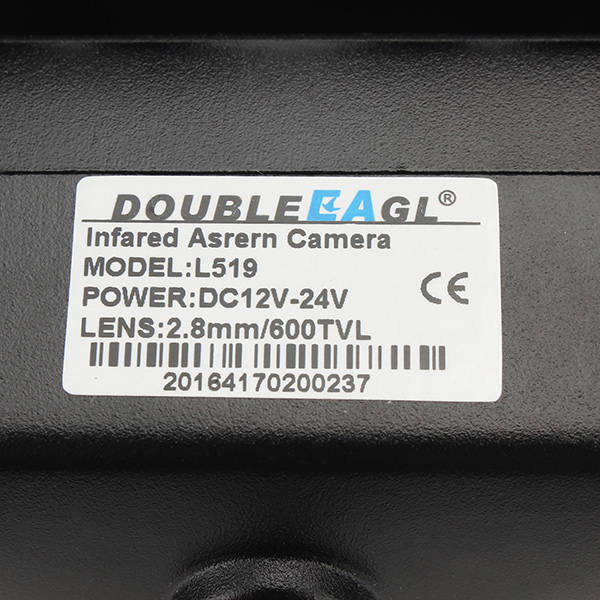 DOUBLEEAGL®
Infared Asrern Camera
MODEL:L519
POWER:DC12V-24V
CE
LENS:2.8mm/600TVL
20164170200237